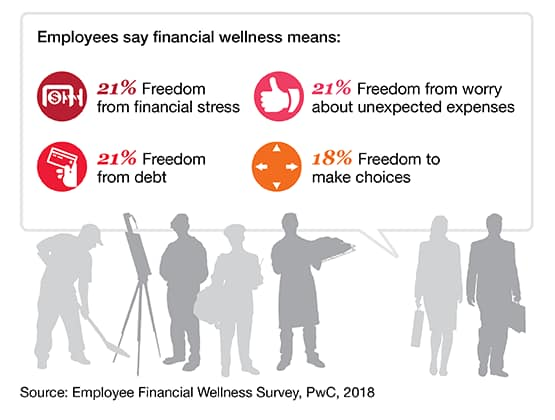 Employees say financial wellness means:
21% Freedom
from financial stress
21% Freedom from worry
about unexpected expenses
21% Freedom
from debt
18% Freedom to
make choices
Source: Employee Financial Wellness Survey, PwC, 2018